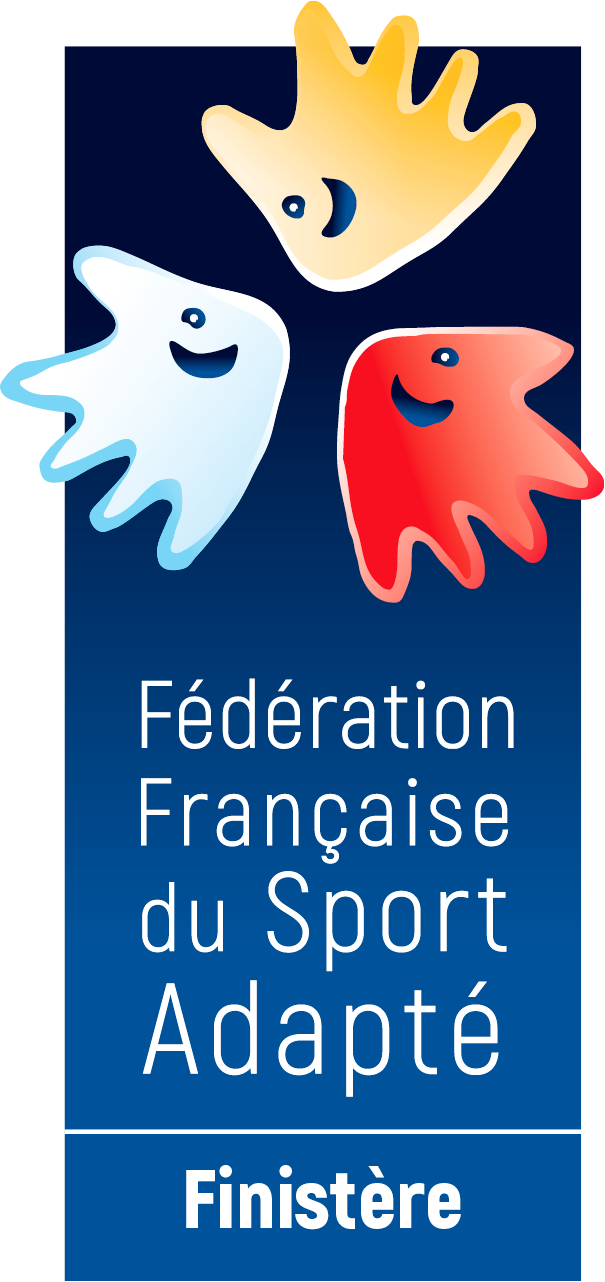 Fédération
Française
du Sport
Adapté
Finistère